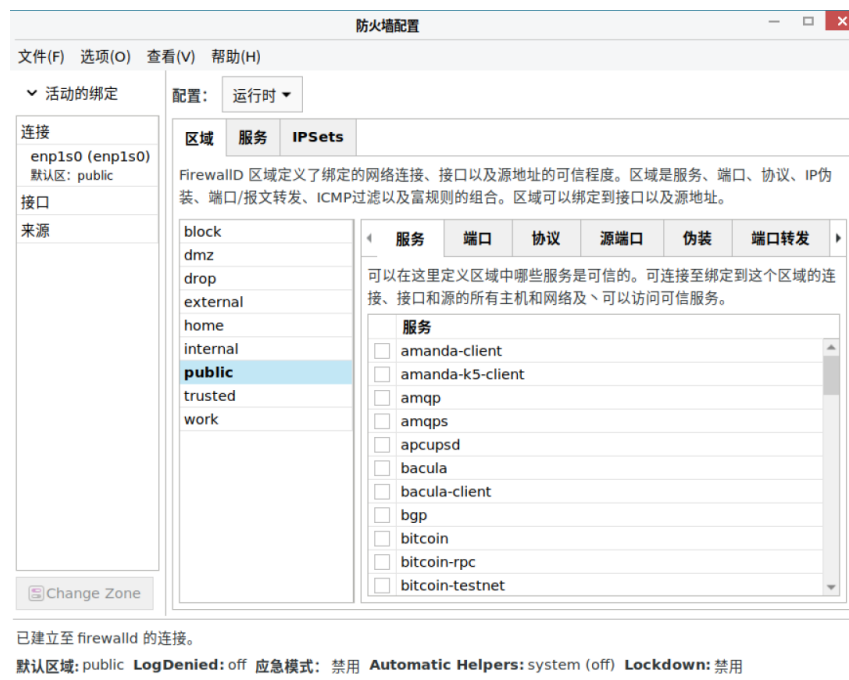 防火墙配置
文件(F) 选项(O) 查看(V) 帮助(H)
活动的绑定
连接
enp1s0 (enp1s0)
默认区: public
接口
来源
Change Zone
配置: 运行时
区域 服务 IPSets
FirewallD 区域定义了绑定的网络连接、接口以及源地址的可信程度。区域是服务、端口、协议、IP伪
装、端口/报文转发、ICMP过滤以及富规则的组合。区域可以绑定到接口以及源地址。
block
dmz
drop
external
home
internal
public
trusted
work
服务 端口 协议 源端口 伪装 端口转发
可以在这里定义区域中哪些服务是可信的。可连接至绑定到这个区域的连
接、接口和源的所有主机和网络及丶可以访问可信服务。
服务
amanda-client
amanda-k5-client
amqp
amqps
apcupsd
bacula
bacula-client
bgp
bitcoin
bitcoin-rpc
bitcoin-testnet
已建立至 firewalld 的连接。
默认区域: public LogDenied: off 应急模式: 禁用 Automatic Helpers: system (off) Lockdown: 禁用